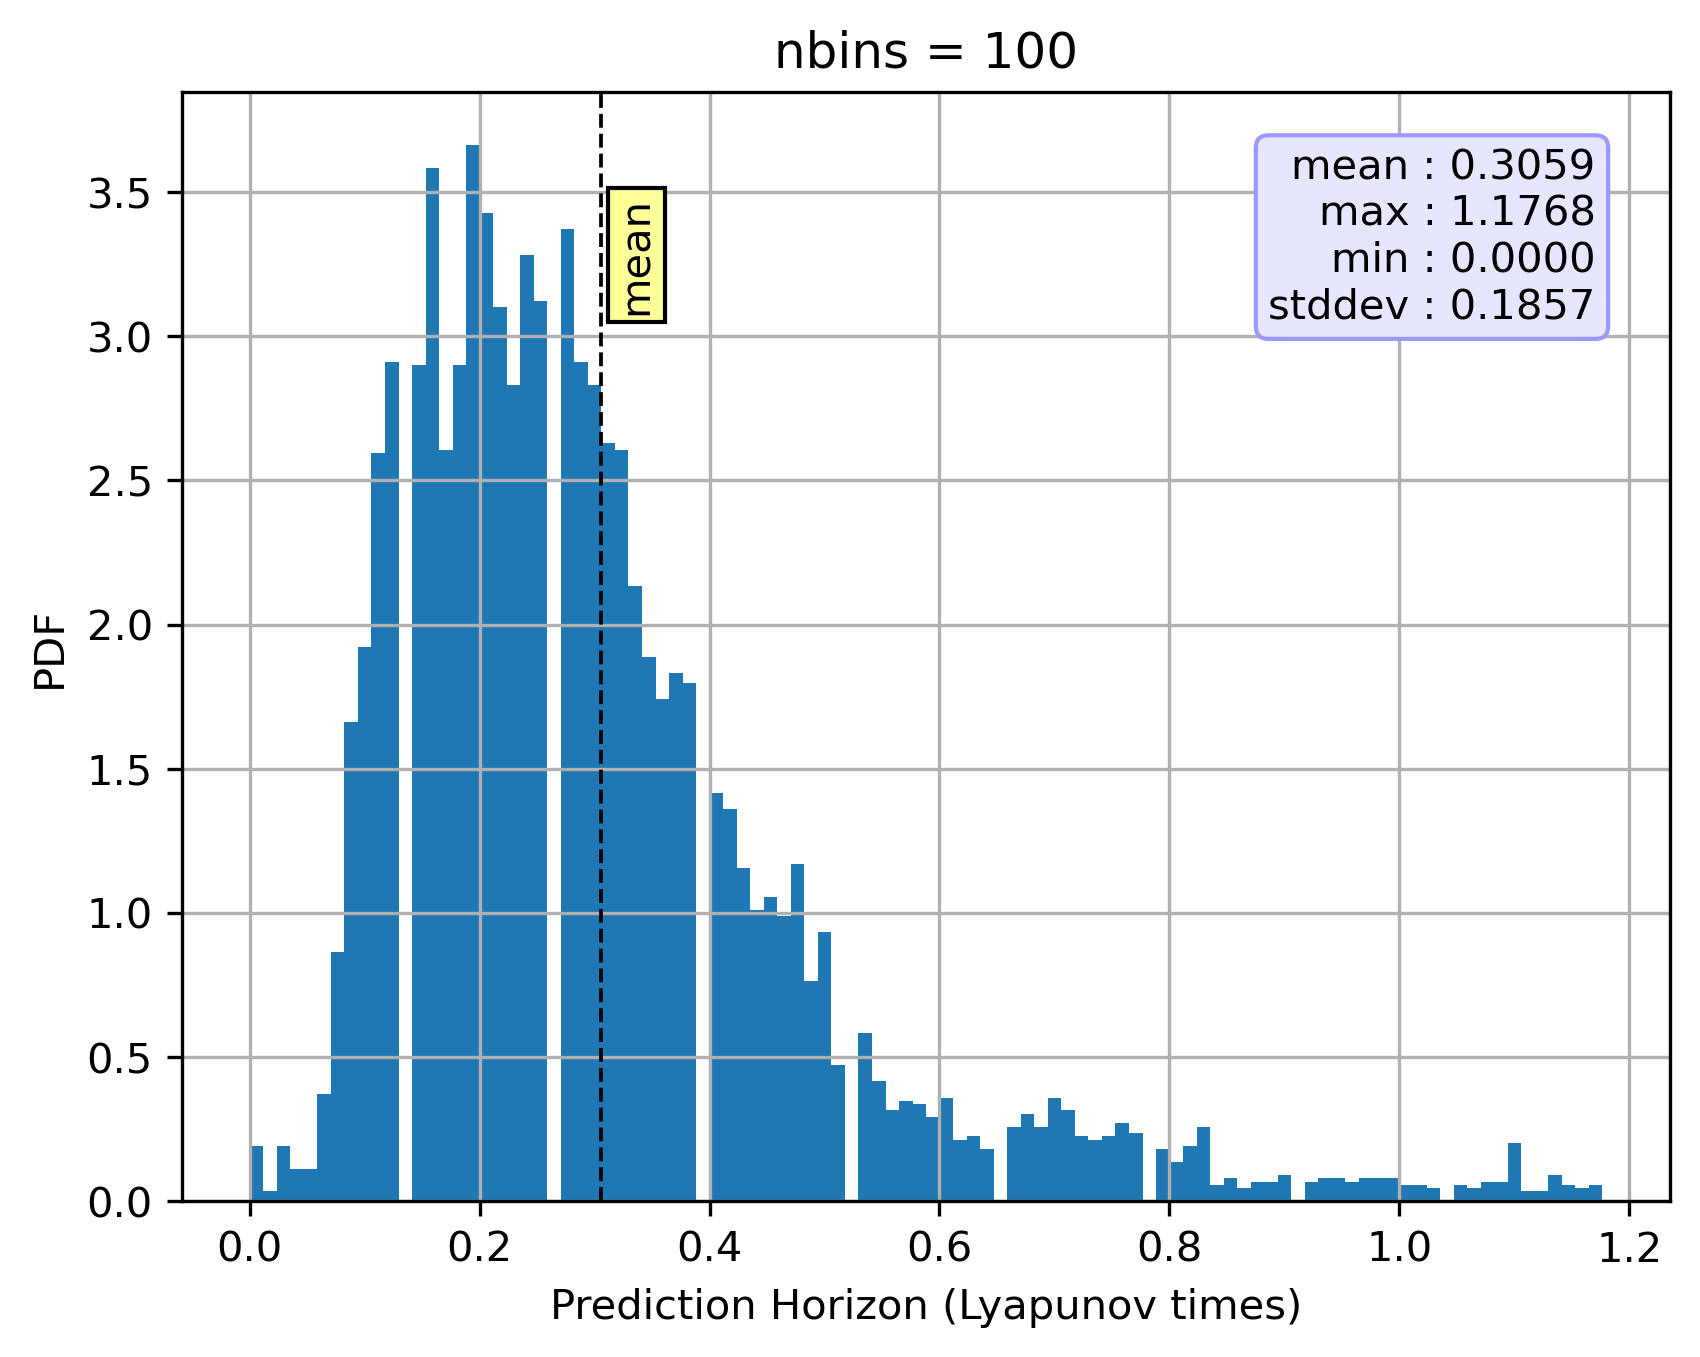 nbins = 100
mean : 0.3059
max : 1.1768
min : 0.0000
stddev : 0.1857
mean
PDF
3.5
3.0
2.5
2.0
1.5
1.0
0.5
0.0
0.0 0.2 0.4 0.6 0.8 1.0 1.2
Prediction Horizon (Lyapunov times)